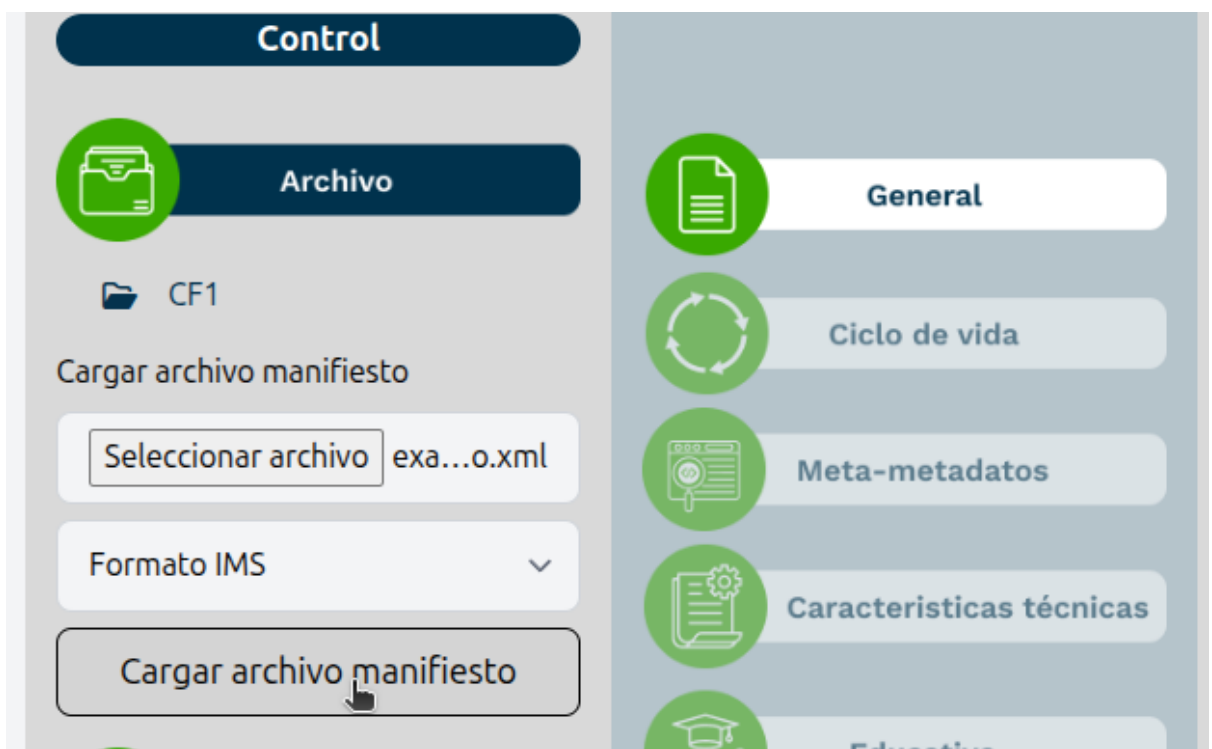 Control
Archivo
CF1
Cargar archivo manifiesto
Seleccionar archivo exa...o.xml
Formato IMS
Cargar archivo manifiesto
General
Ciclo de vida
Meta-metadatos
Caracteristicas técnicas